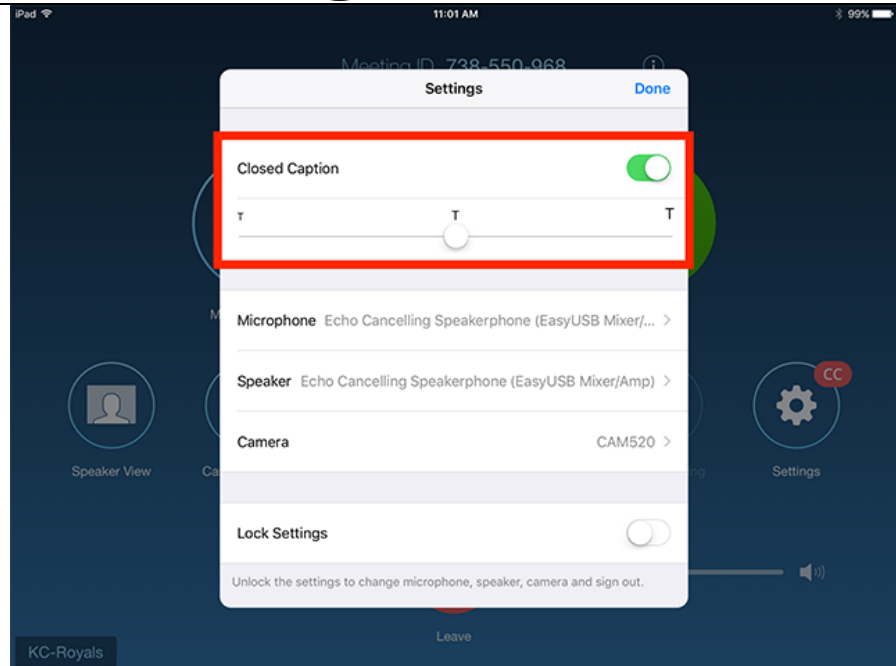 iPad 11:01 AM 99%
Meeting ID 738-550-968
Settings Done
Closed Caption
T T T
Microphone Echo Cancelling Speakerphone (EasyUSB Mixer/... >
Speaker Echo Cancelling Speakerphone (EasyUSB Mixer/Amp) >
CC
Camera CAM520 >
Speaker View Ca ng Settings
Lock Settings
Unlock the settings to change microphone, speaker, camera and sign out.
Leave
KC-Royals